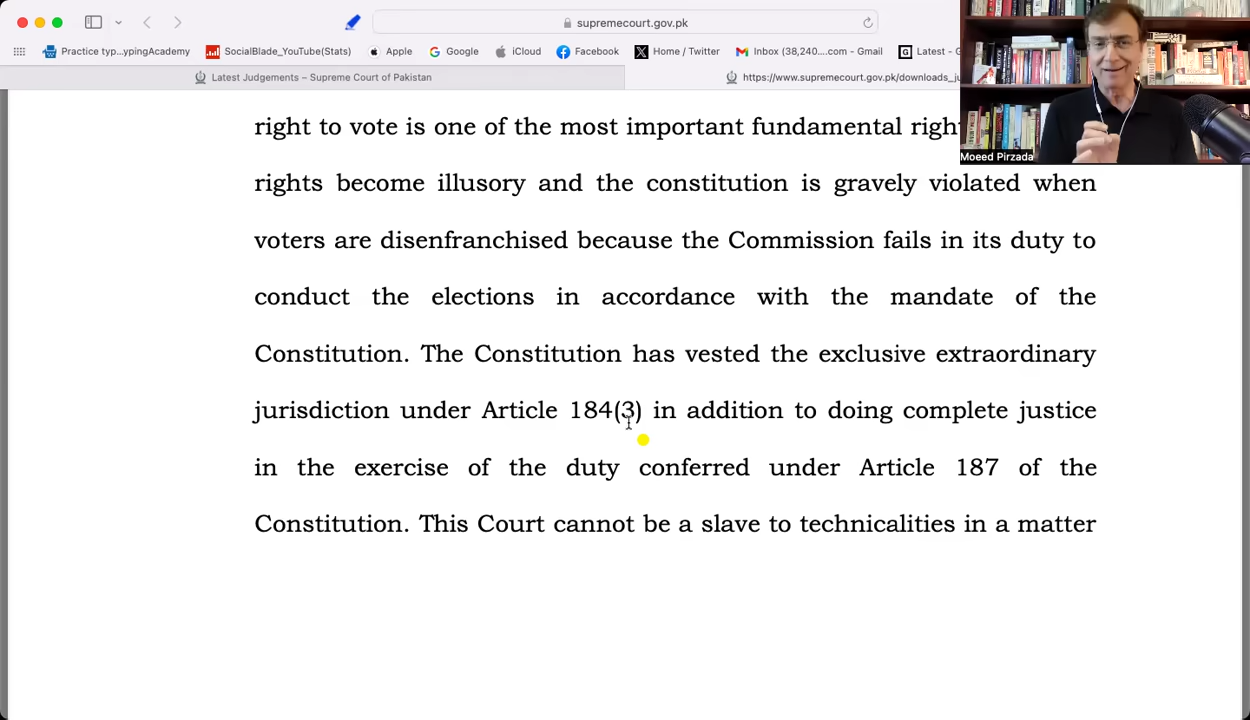 supremecourt.gov.pk
Practice typ...ypingAcademy
SocialBlade_YouTube(Stats)
Apple
Google
iCloud
Facebook
Home / Twitter
Inbox (38,240....com - Gmail
Latest -
Latest Judgements – Supreme Court of Pakistan
https://www.supremecourt.gov.pk/downloads_ju
Moeed Pirzada
right to vote is one of the most important fundamental
rights become illusory and the constitution is gravely violated when
voters are disenfranchised because the Commission fails in its duty to
conduct the elections in accordance with the mandate of the
Constitution. The Constitution has vested the exclusive extraordinary
jurisdiction under Article 184(3) in addition to doing complete justice
in the exercise of the duty conferred under Article 187 of the
Constitution. This Court cannot be a slave to technicalities in a matter